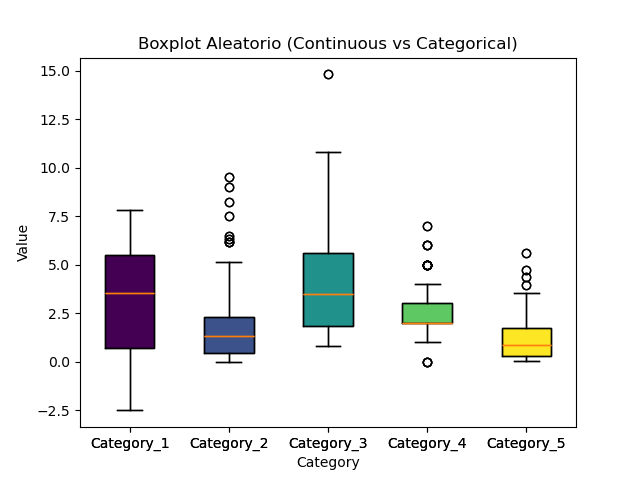 Boxplot Aleatorio (Continuous vs Categorical)
Value
15.0
12.5
10.0
7.5
5.0
2.5
0.0
−2.5
Category_1 Category_2 Category_3 Category_4 Category_5
Category